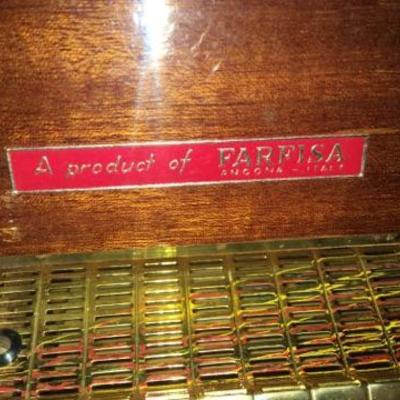 A product of FARFISA
ANCONA - ITALY